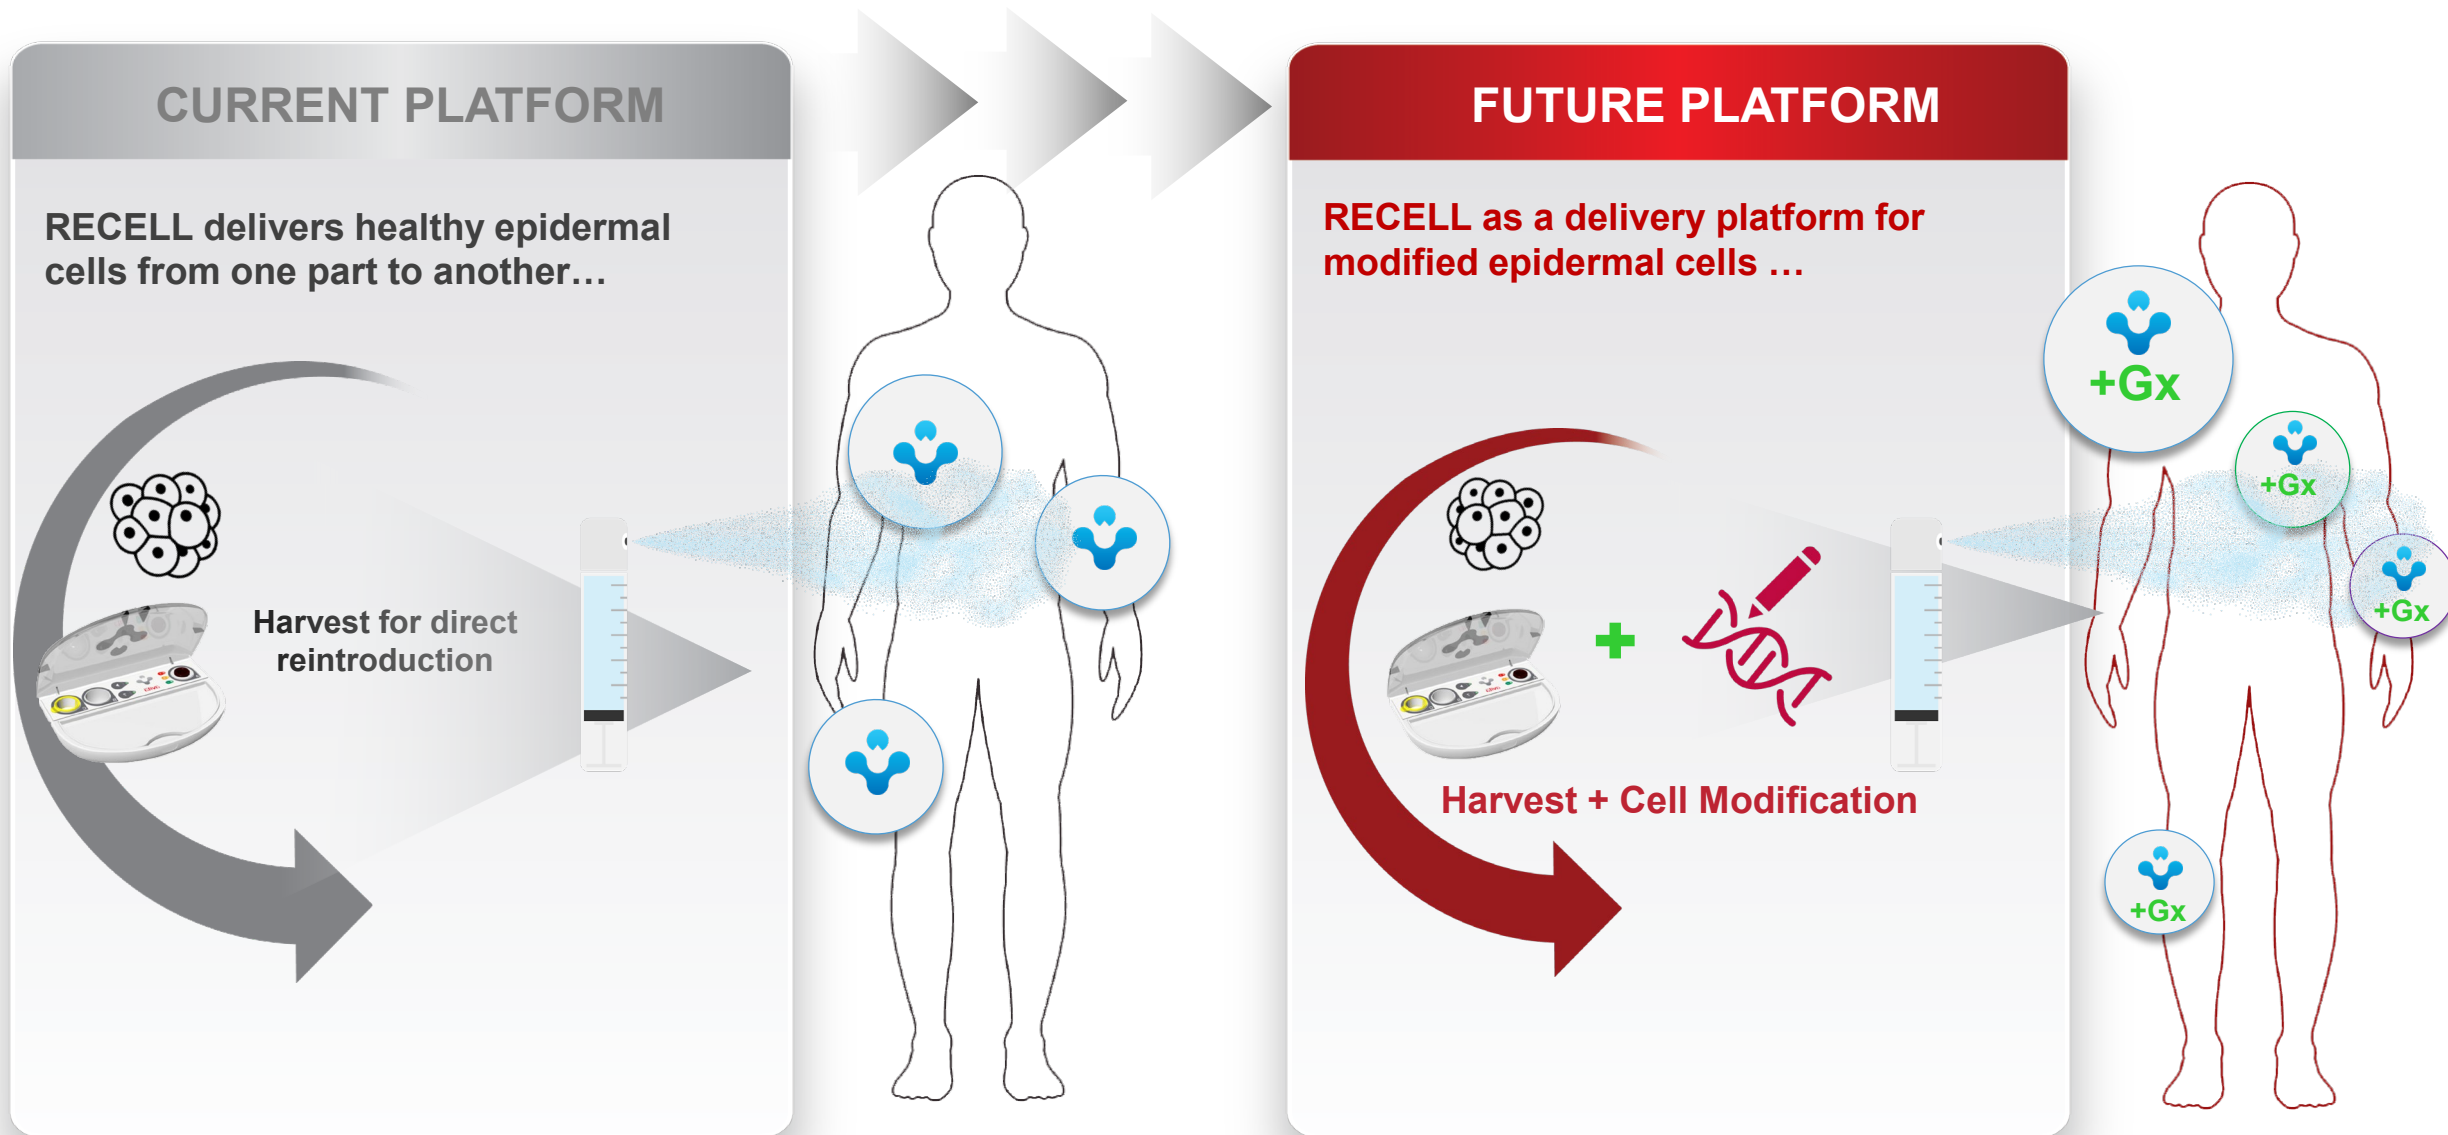 CURRENT PLATFORM
RECELL delivers healthy epidermal
cells from one part to another…
Harvest for direct
reintroduction
FUTURE PLATFORM
RECELL as a delivery platform for
modified epidermal cells …
Harvest + Cell Modification
+Gx
+Gx
+Gx
+Gx